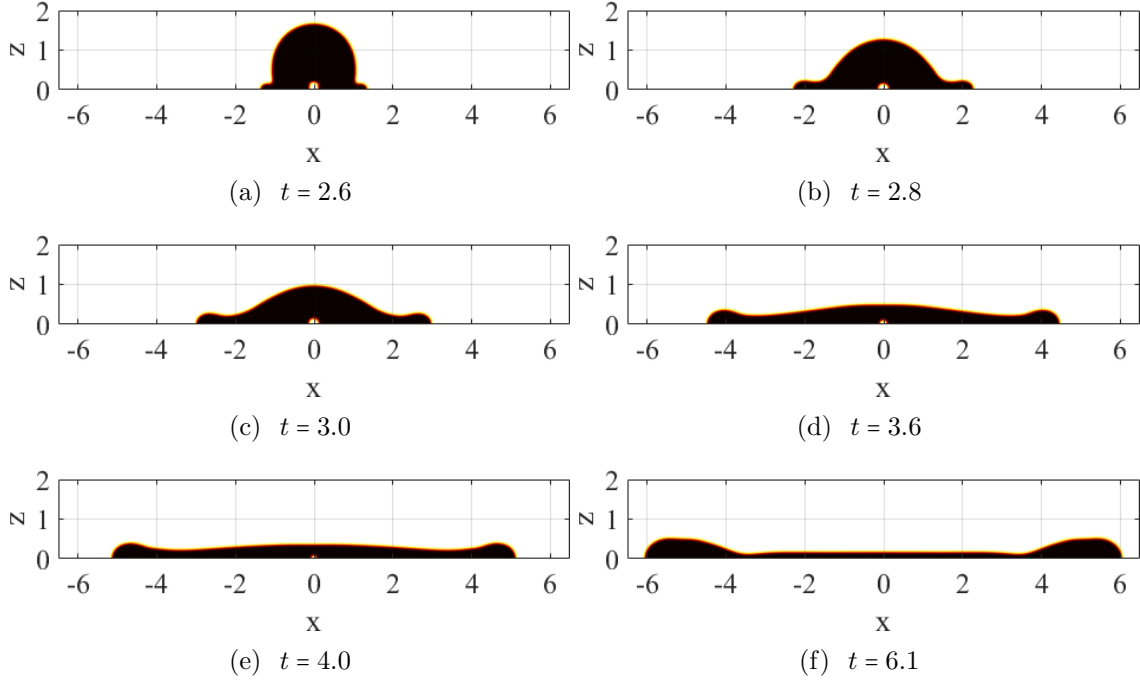 2
z 1
0
-6 -4 -2 0 2 4 6
x
(a) t = 2.6
2
z 1
0
-6 -4 -2 0 2 4 6
x
(b) t = 2.8
2
z 1
0
-6 -4 -2 0 2 4 6
x
(c) t = 3.0
2
z 1
0
-6 -4 -2 0 2 4 6
x
(d) t = 3.6
2
z 1
0
-6 -4 -2 0 2 4 6
x
(e) t = 4.0
2
z 1
0
-6 -4 -2 0 2 4 6
x
(f) t = 6.1